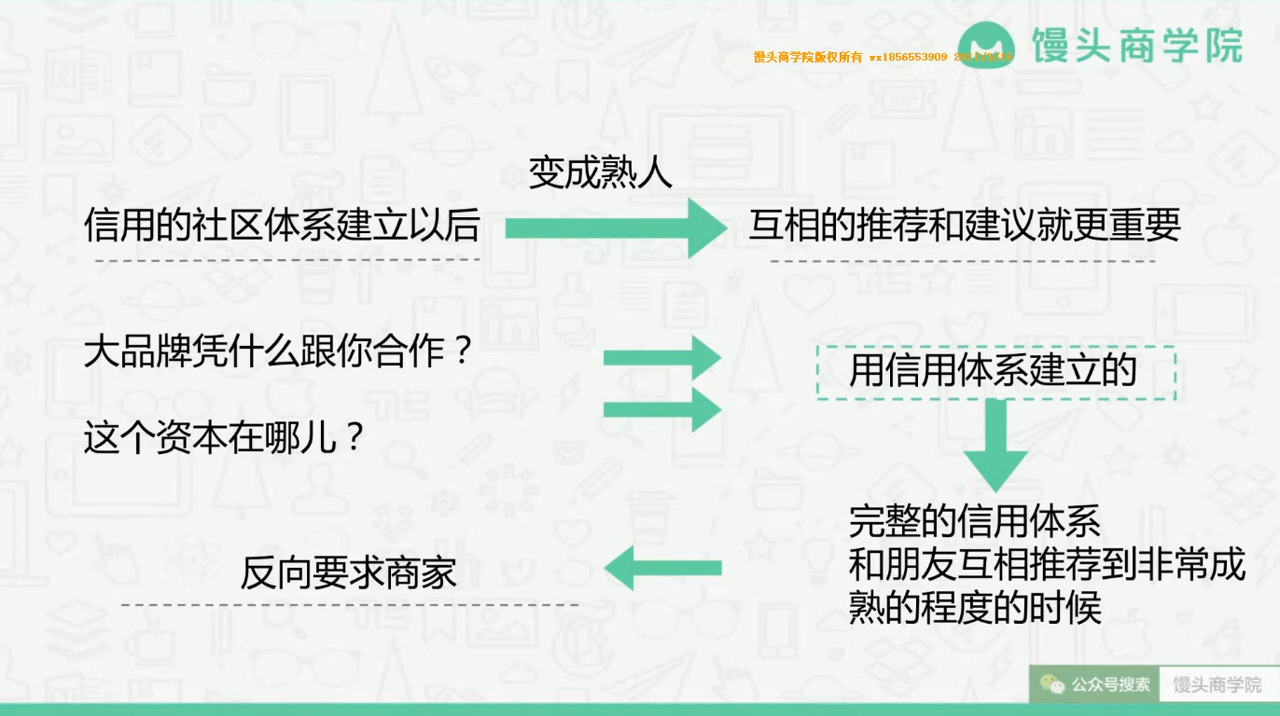 馒头商学院
馒头商学院版权所有 wx1856553909
变成熟人
信用的社区体系建立以后
互相的推荐和建议就更重要
大品牌凭什么跟你合作？
用信用体系建立的
这个资本在哪儿？
完整的信用体系
和朋友互相推荐到非常成
熟的程度的时候
反向要求商家
公众号搜索 馒头商学院